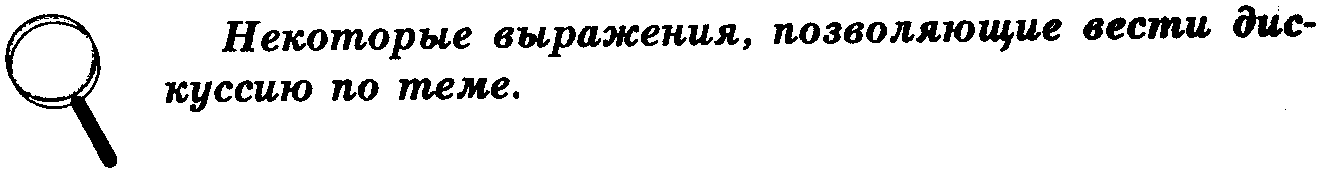 Некоторые выражения, позволяющие вести дис-
куссию по теме.